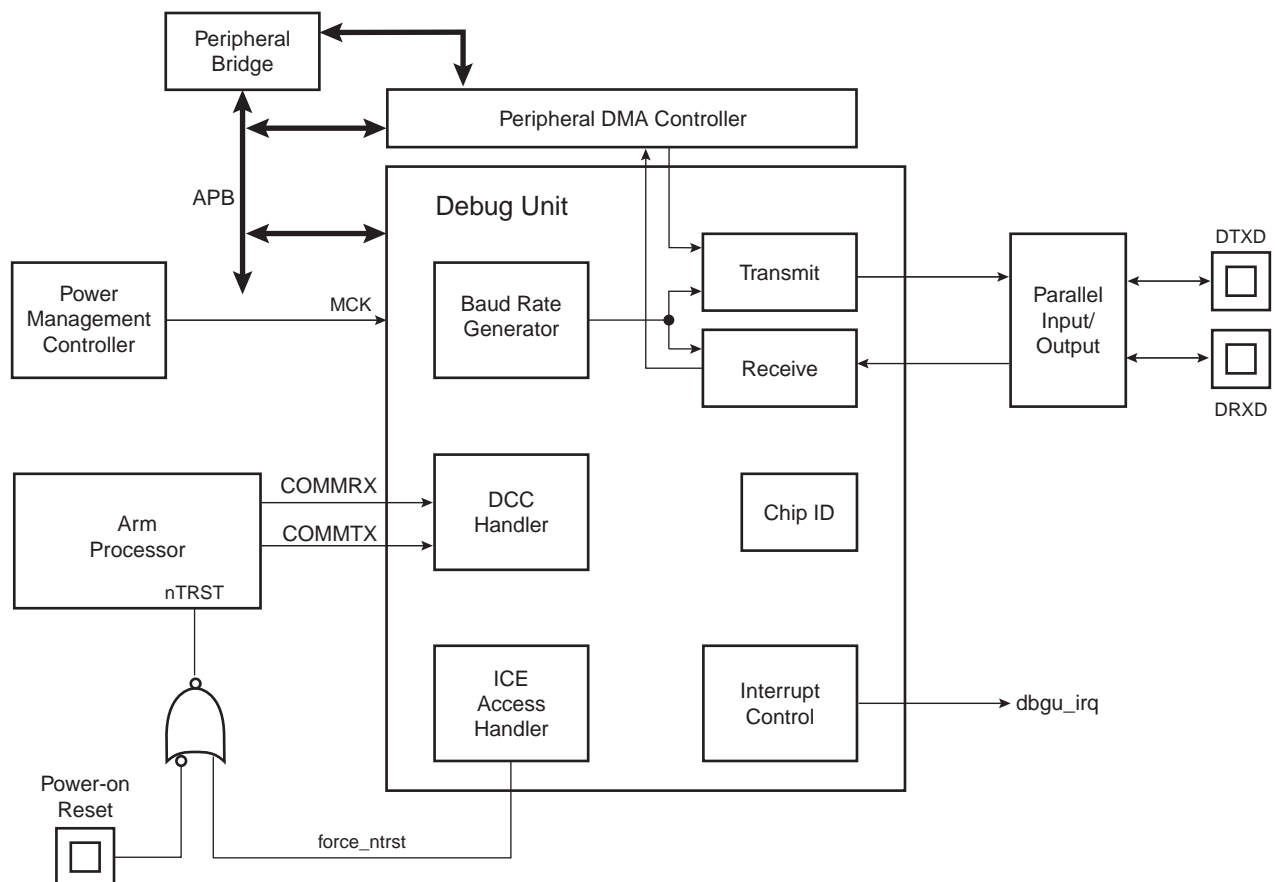 Peripheral
Bridge
Peripheral DMA Controller
APB
Debug Unit
Power
Management
Controller
MCK
Baud Rate
Generator
Transmit
Receive
Parallel
Input/
Output
DTXD
DRXD
Arm
Processor
nTRST
COMMRX
COMMTX
DCC
Handler
Chip ID
ICE
Access
Handler
Interrupt
Control
dbgu_irq
Power-on
Reset
force_ntrst